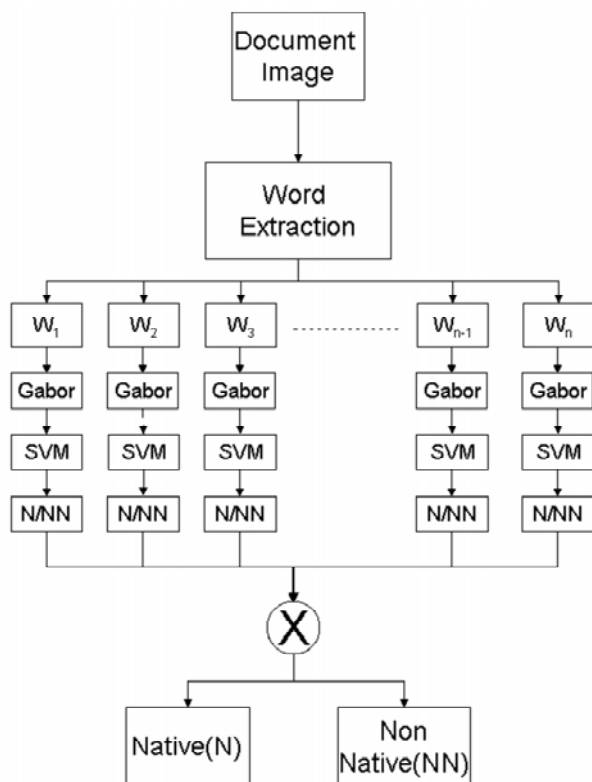 Document
Image
Word
Extraction
W1 W2 W3 Wn-1 Wn
Gabor Gabor Gabor Gabor Gabor
SVM SVM SVM SVM SVM
N/NN N/NN N/NN N/NN N/NN
X
Native(N)
Non
Native(NN)